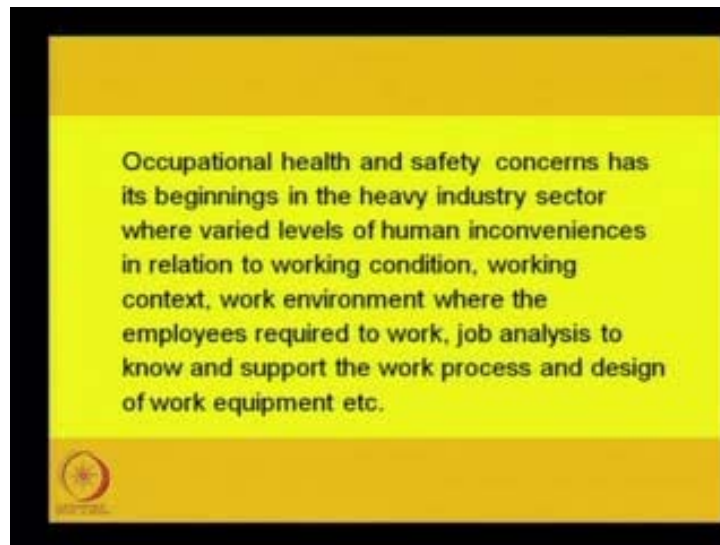 Occupational health and safety concerns has
its beginnings in the heavy industry sector
where varied levels of human inconveniences
in relation to working condition, working
context, work environment where the
employees required to work, job analysis to
know and support the work process and design
of work equipment etc.
NPTEL